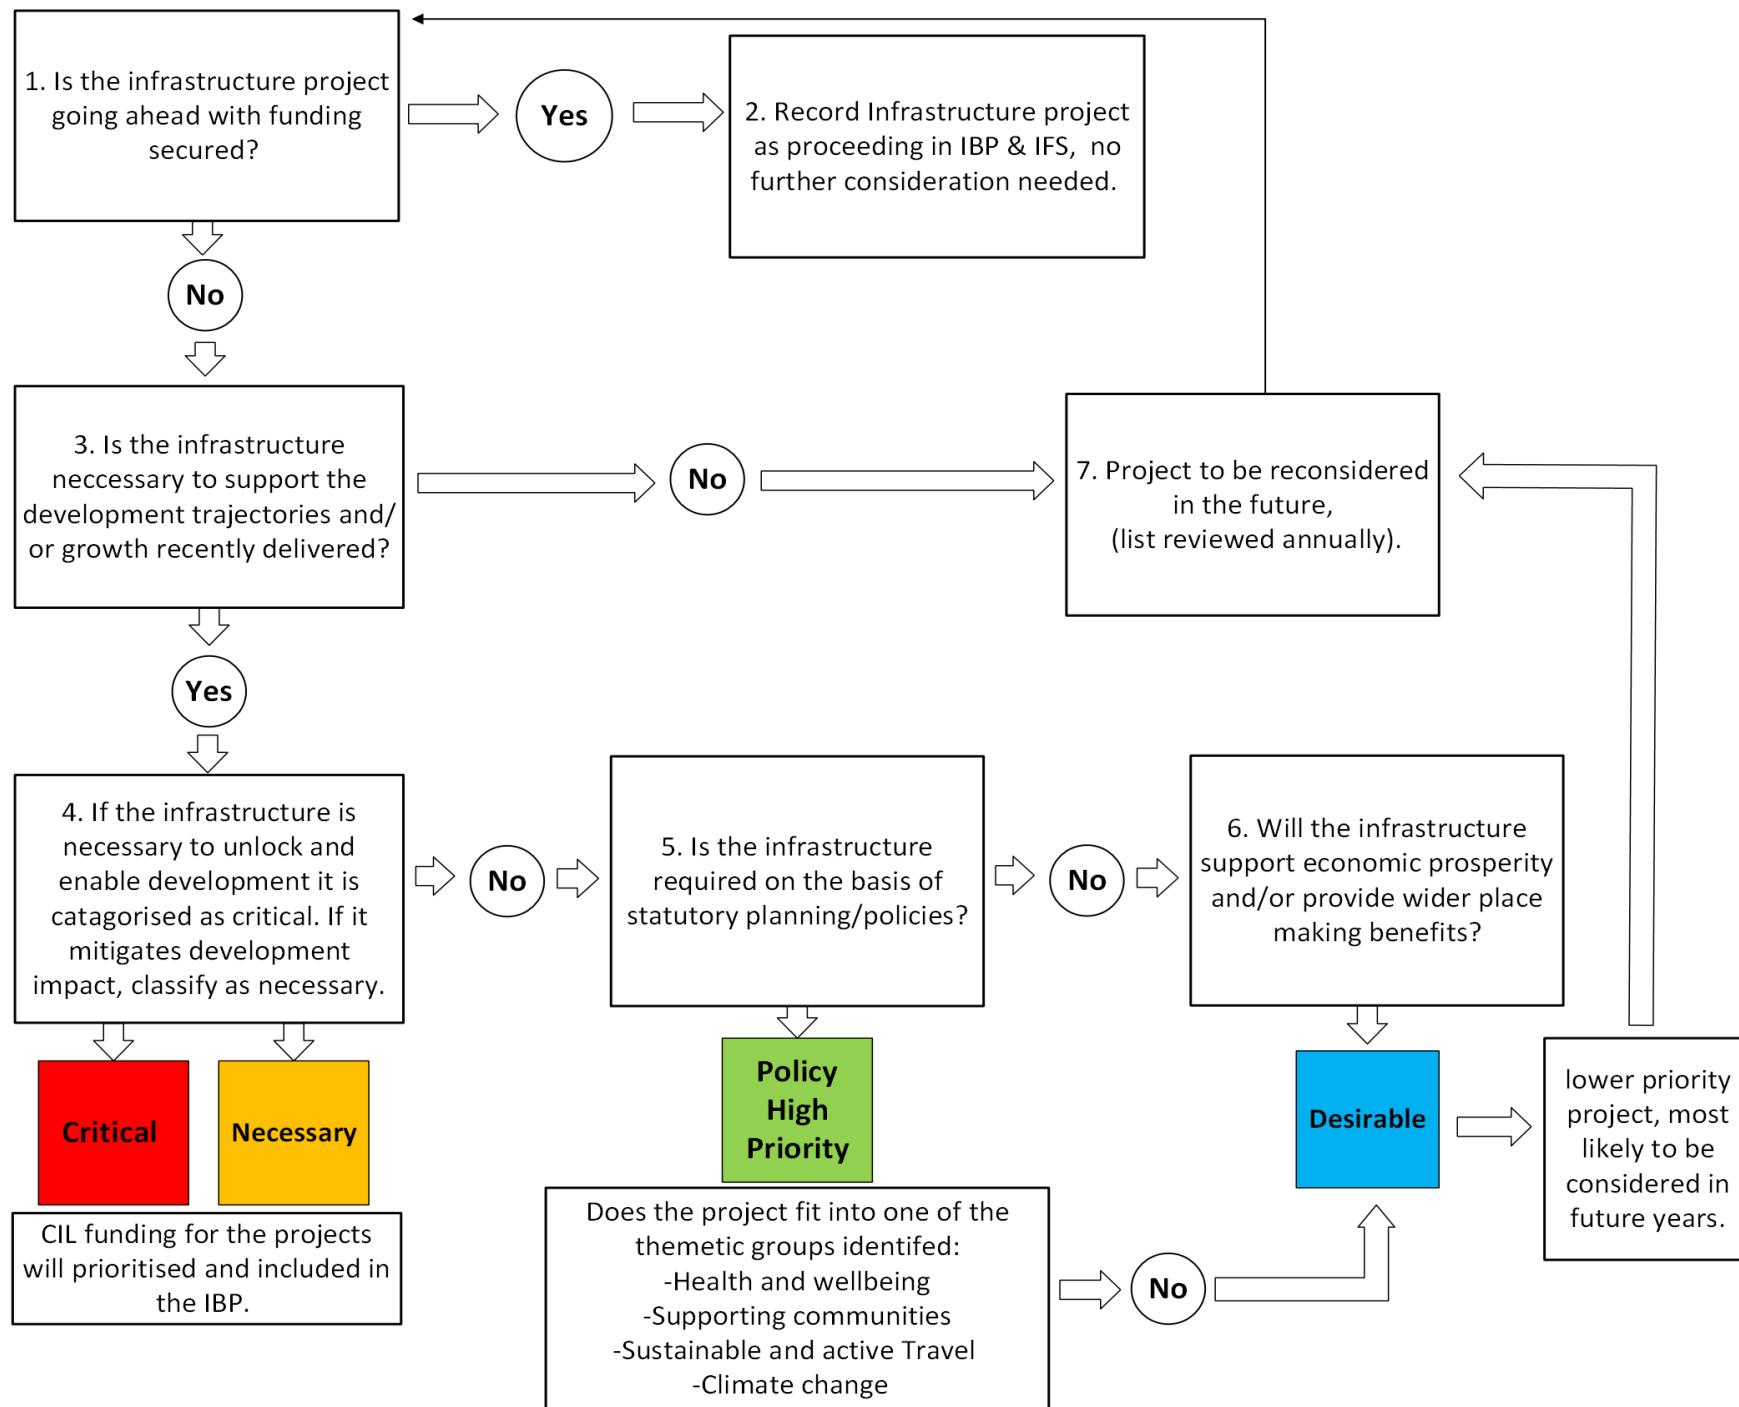 1. Is the infrastructure project
going ahead with funding
secured?
Yes
2. Record Infrastructure project
as proceeding in IBP & IFS, no
further consideration needed.
No
3. Is the infrastructure
neccessary to support the
development trajectories and/
or growth recently delivered?
No
7. Project to be reconsidered
in the future,
(list reviewed annually).
Yes
4. If the infrastructure is
necessary to unlock and
enable development it is
catagorised as critical. If it
mitigates development
impact, classify as necessary.
No
5. Is the infrastructure
required on the basis of
statutory planning/policies?
No
6. Will the infrastructure
support economic prosperity
and/or provide wider place
making benefits?
Critical
Necessary
Policy
High
Priority
Desirable
lower priority
project, most
likely to be
considered in
future years.
CIL funding for the projects
will prioritised and included in
the IBP.
Does the project fit into one of the
themetic groups identifed:
-Health and wellbeing
-Supporting communities
-Sustainable and active Travel
-Climate change
No